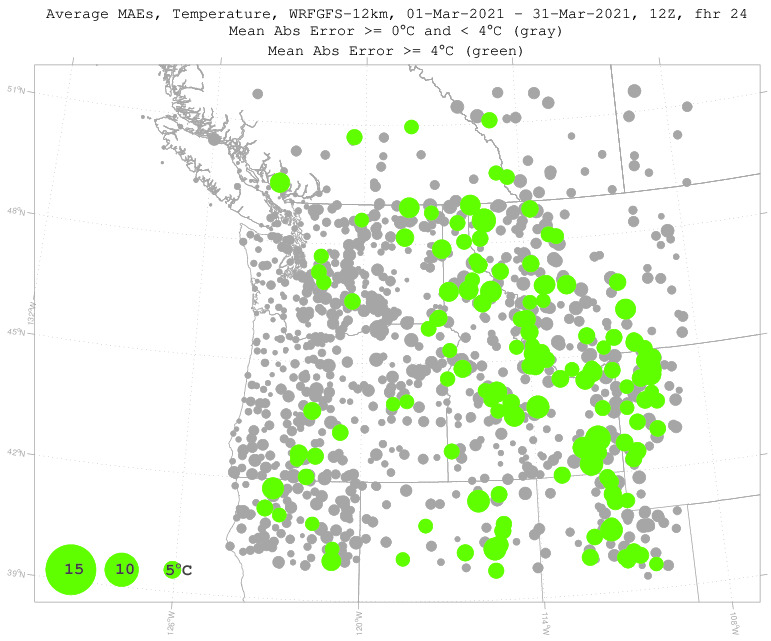 Average MAEs, Temperature, WRFGFS-12km, 01-Mar-2021 - 31-Mar-2021, 12Z, fhr 24
Mean Abs Error >= 0°C and < 4°C (gray)
Mean Abs Error >= 4°C (green)
51°N
48°N
132°W
45°N
42°N
39°N
15 10 5°C
126°W 120°W 114°W 108°W